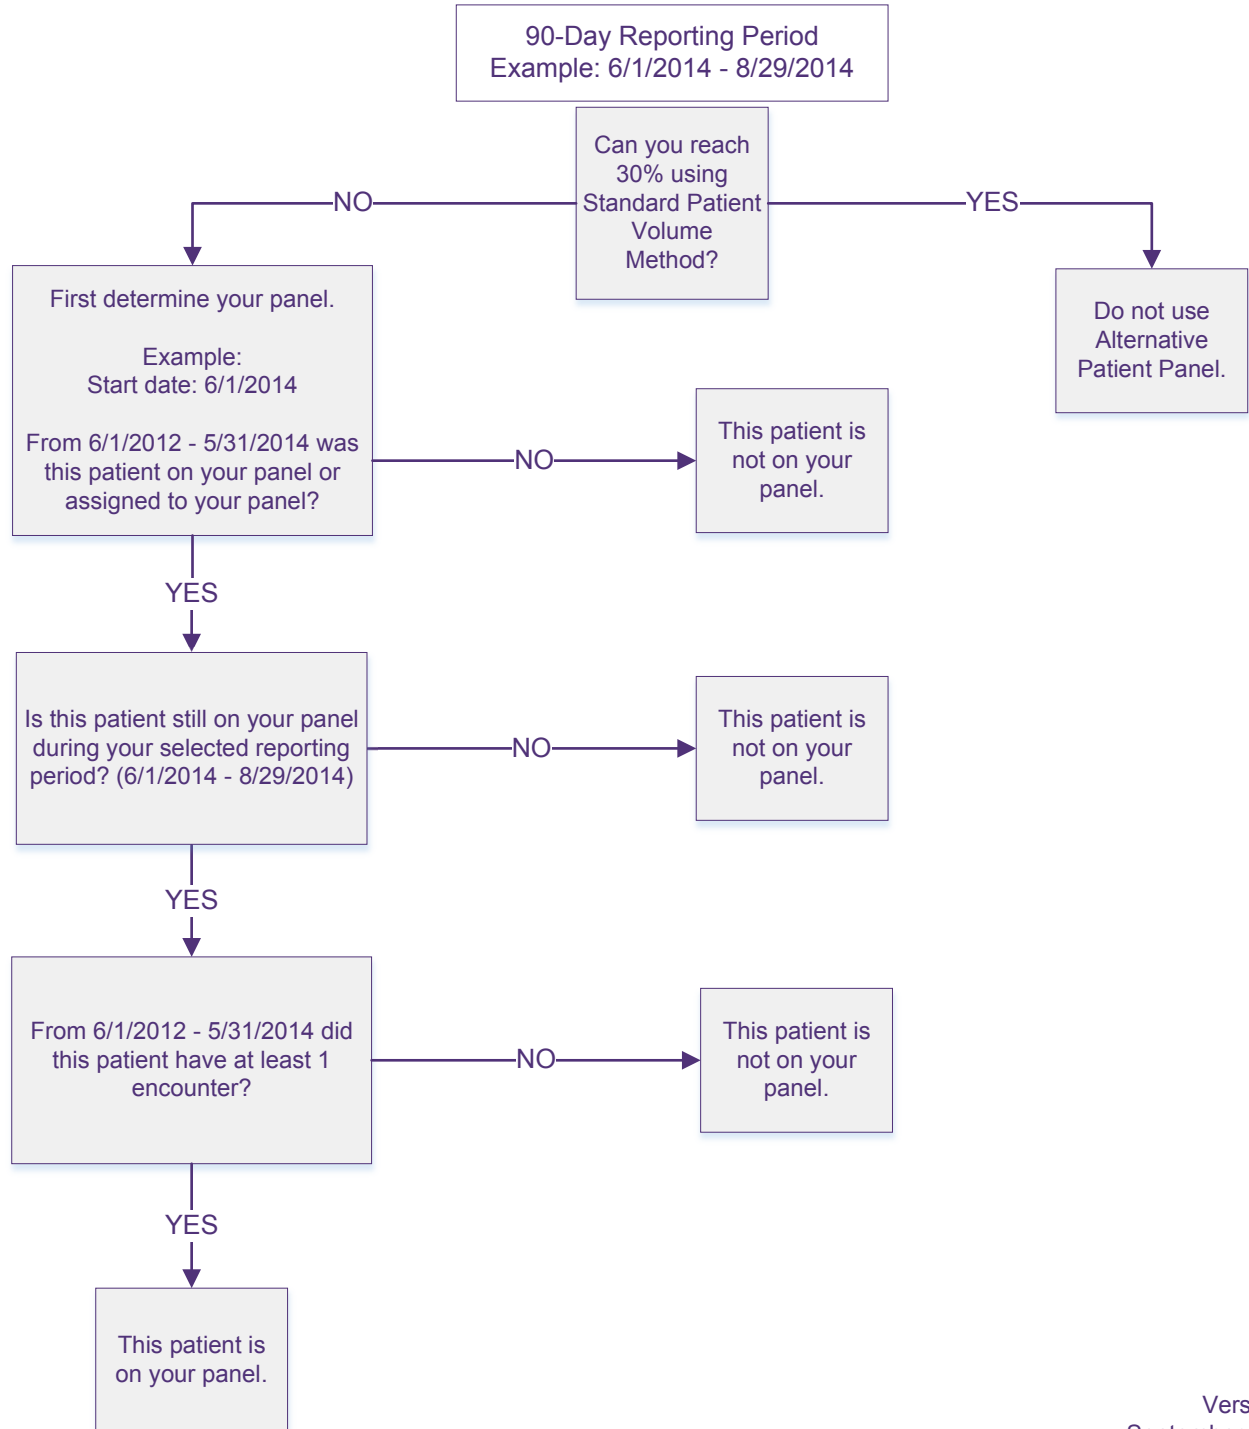 90-Day Reporting Period
Example: 6/1/2014 - 8/29/2014
Can you reach
30% using
Standard Patient
Volume
Method?
NO
YES
First determine your panel.
Example:
Start date: 6/1/2014
From 6/1/2012 - 5/31/2014 was
this patient on your panel or
assigned to your panel?
Do not use
Alternative
Patient Panel.
NO
This patient is
not on your
panel.
YES
Is this patient still on your panel
during your selected reporting
period? (6/1/2014 - 8/29/2014)
NO
This patient is
not on your
panel.
YES
From 6/1/2012 - 5/31/2014 did
this patient have at least 1
encounter?
NO
This patient is
not on your
panel.
YES
This patient is
on your panel.